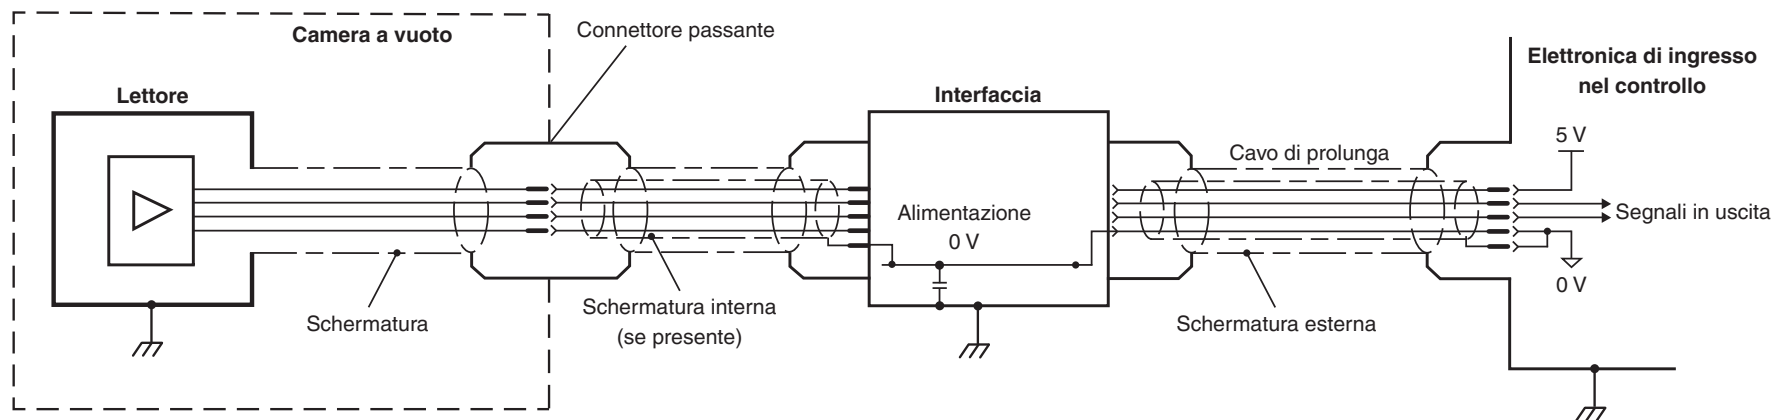 Camera a vuoto
Connettore passante
Elettronica di ingresso
nel controllo
Lettore
Interfaccia
5 V
Cavo di prolunga
Alimentazione
0 V
Segnali in uscita
0 V
Schermatura
Schermatura interna
(se presente)
Schermatura esterna